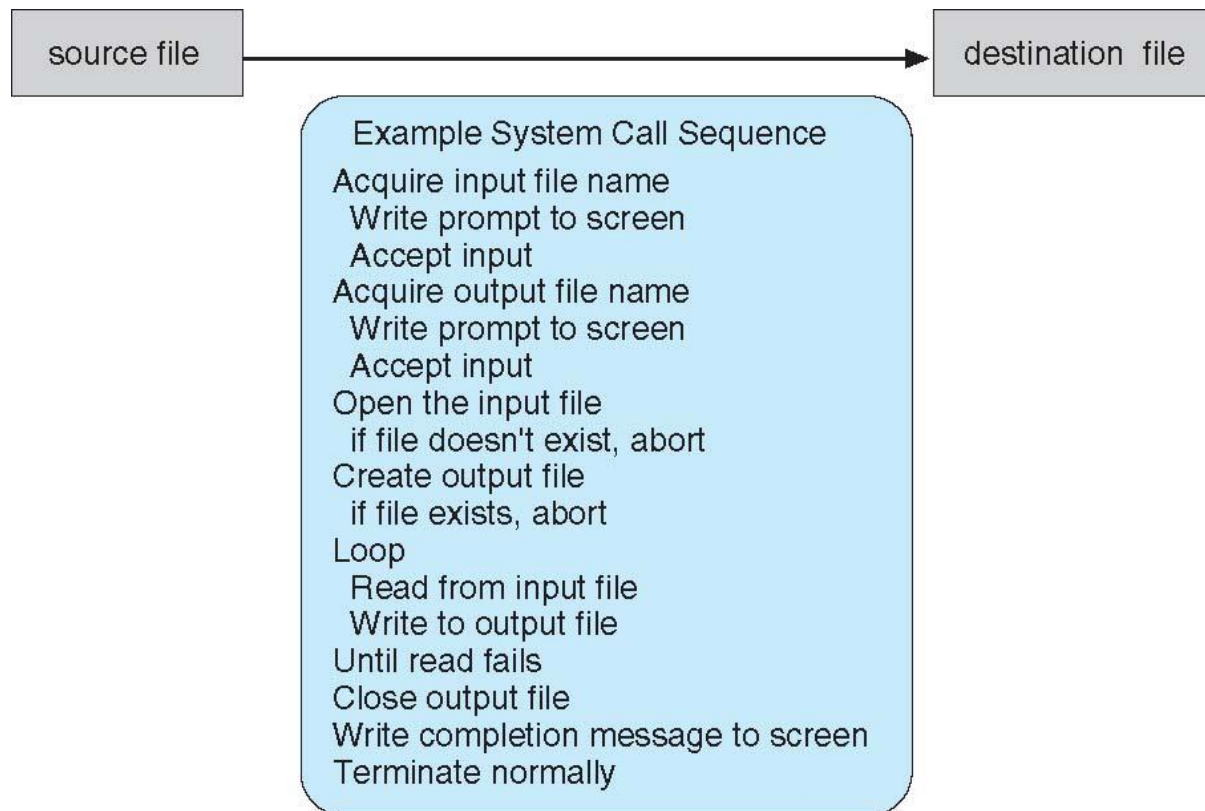 source file
destination file
Example System Call Sequence
Acquire input file name
Write prompt to screen
Accept input
Acquire output file name
Write prompt to screen
Accept input
Open the input file
if file doesn't exist, abort
Create output file
if file exists, abort
Loop
Read from input file
Write to output file
Until read fails
Close output file
Write completion message to screen
Terminate normally